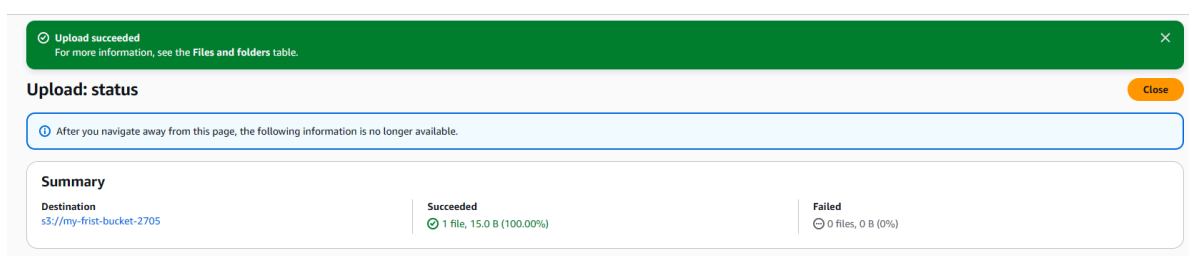 Upload succeeded
For more information, see the Files and folders table.
Upload: status
Close
After you navigate away from this page, the following information is no longer available.
Summary
Destination
s3://my-frist-bucket-2705
Succeeded
1 file, 15.0 B (100.00%)
Failed
0 files, 0 B (0%)